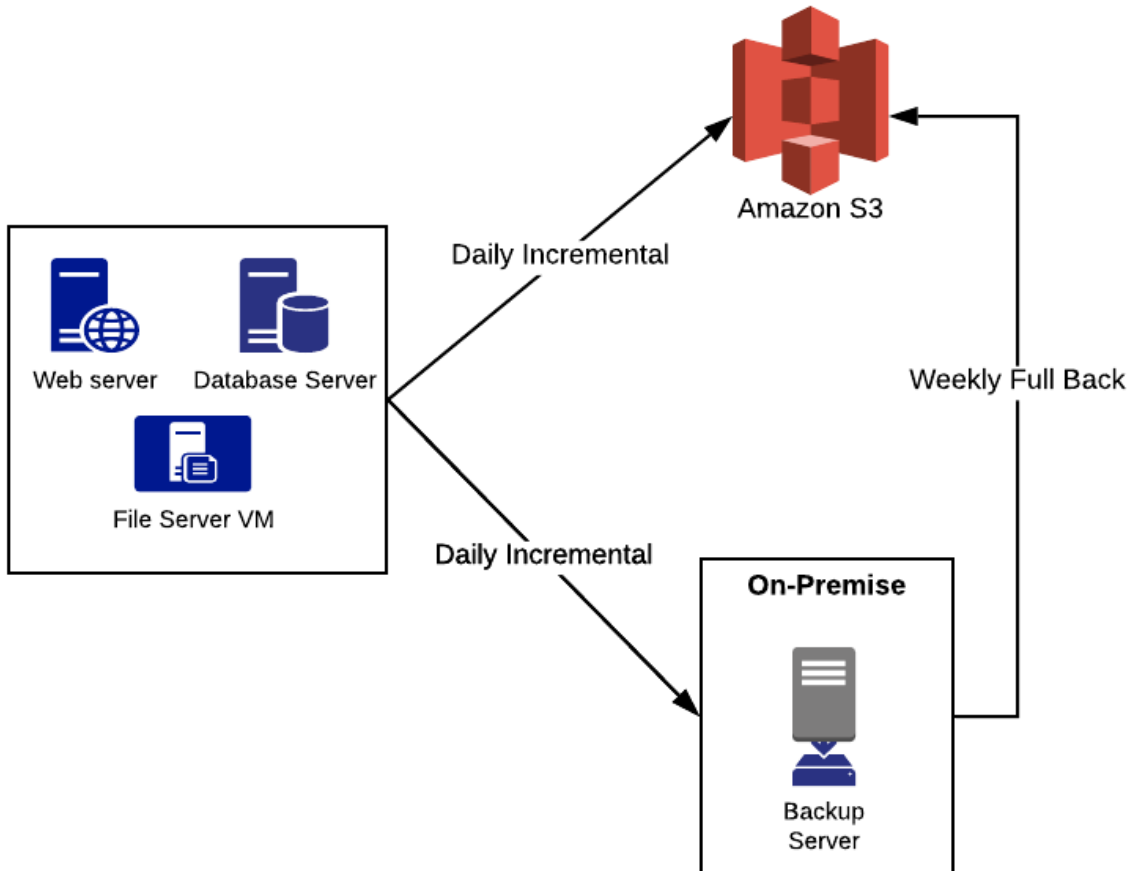 Amazon S3
Daily Incremental
Web server
Database Server
File Server VM
Weekly Full Back
Daily Incremental
On-Premise
Backup
Server